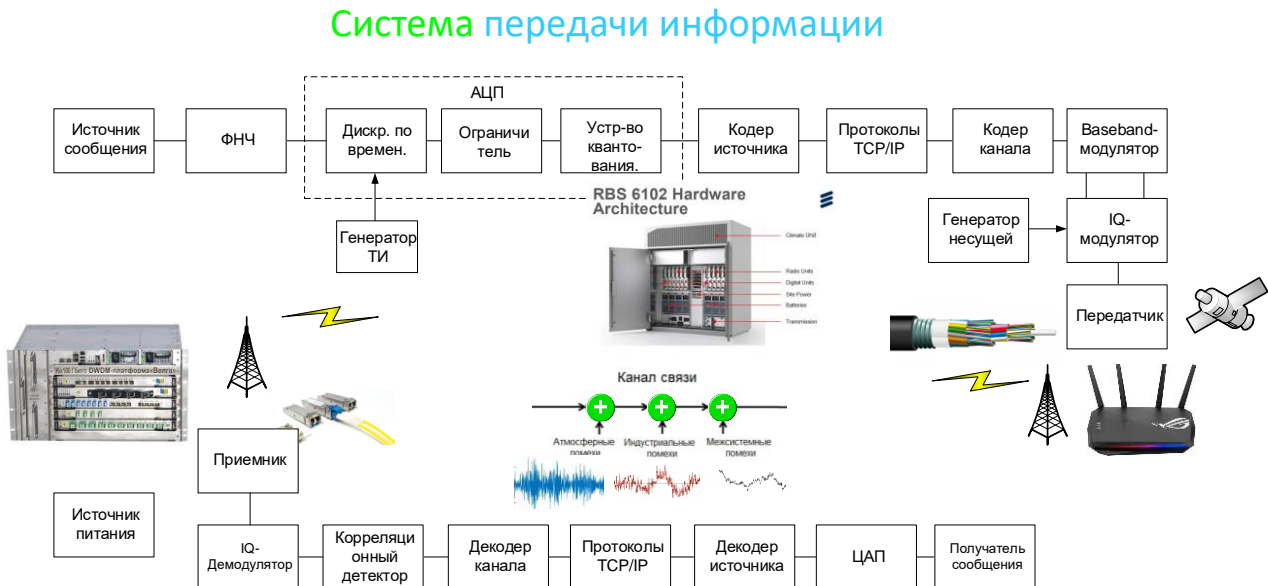 Система передачи информации
АЦП
Источник
сообщения
ФНЧ
Дискр. по
времен.
Ограничи
тель
Устр-во
кванто-
вания.
Кодер
источника
Протоколы
TCP/IP
Кодер
канала
Baseband-
модулятор
Генератор
ТИ
RBS 6102 Hardware
Architecture
Climate Unit
Radio Units
Digital Units
Site Power
Batteries
Transmission
Генератор
несущей
IQ-
модулятор
Передатчик
DWDM-платформа «Волга»
Канал связи
Атмосферные
помехи
Индустриальные
помехи
Межсистемные
помехи
Приемник
Источник
питания
IQ-
Демодулятор
Корреляци
онный
детектор
Декодер
канала
Протоколы
TCP/IP
Декодер
источника
ЦАП
Получатель
сообщения